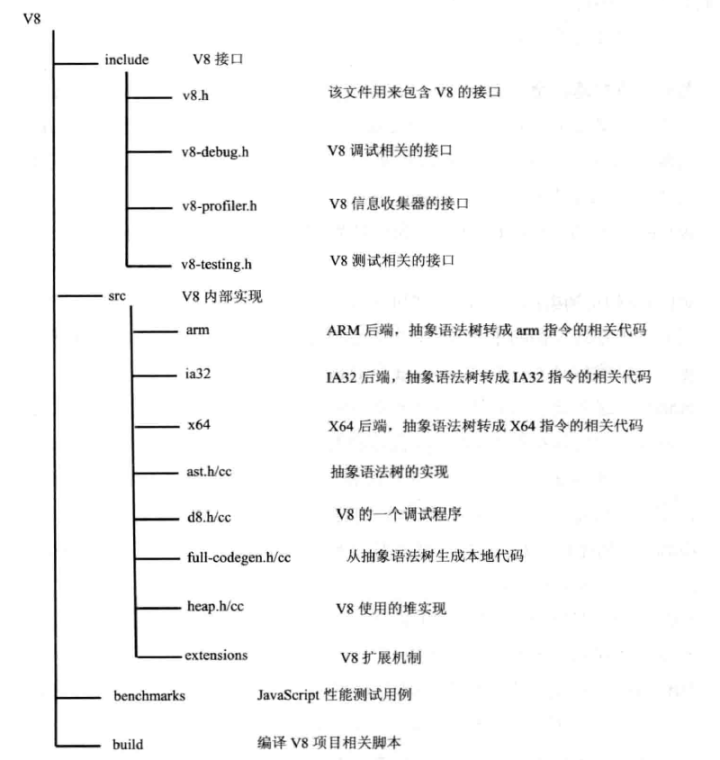 V8
include V8 接口
v8.h 该文件用来包含 V8 的接口
v8-debug.h V8 调试相关的接口
v8-profiler.h V8 信息收集器的接口
v8-testing.h V8 测试相关的接口
src V8 内部实现
arm ARM 后端，抽象语法树转成 arm 指令的相关代码
ia32 IA32 后端，抽象语法树转成 IA32 指令的相关代码
x64 X64 后端，抽象语法树转成 X64 指令的相关代码
ast.h/cc 抽象语法树的实现
d8.h/cc V8 的一个调试程序
full-codegen.h/cc 从抽象语法树生成本地代码
heap.h/cc V8 使用的堆实现
extensions V8 扩展机制
benchmarks JavaScript 性能测试用例
build 编译 V8 项目相关脚本